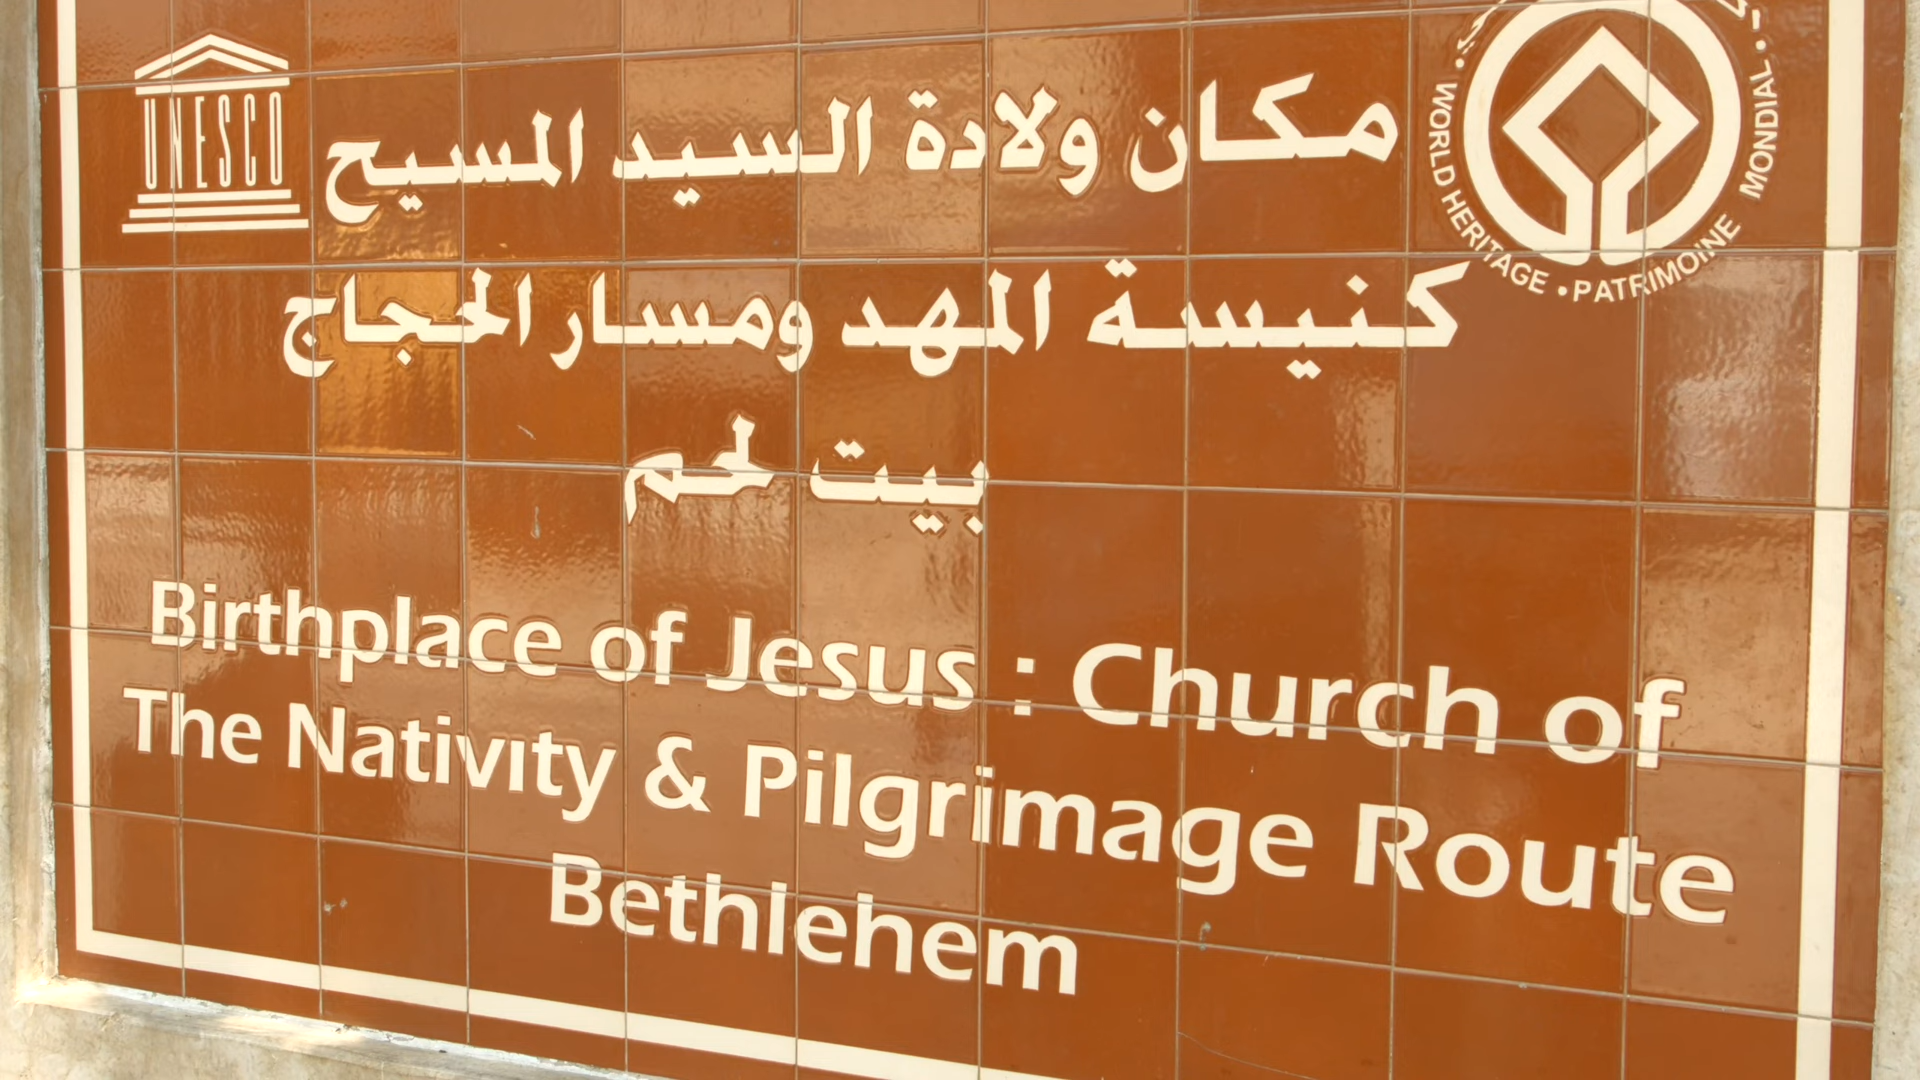 UNESCO
مكان ولادة السيد المسيح
كنيسة المهد ومسار الحجاج
بيت لحم
WORLD HERITAGE • PATRIMOINE MONDIAL •
Birthplace of Jesus : Church of
The Nativity & Pilgrimage Route
Bethlehem